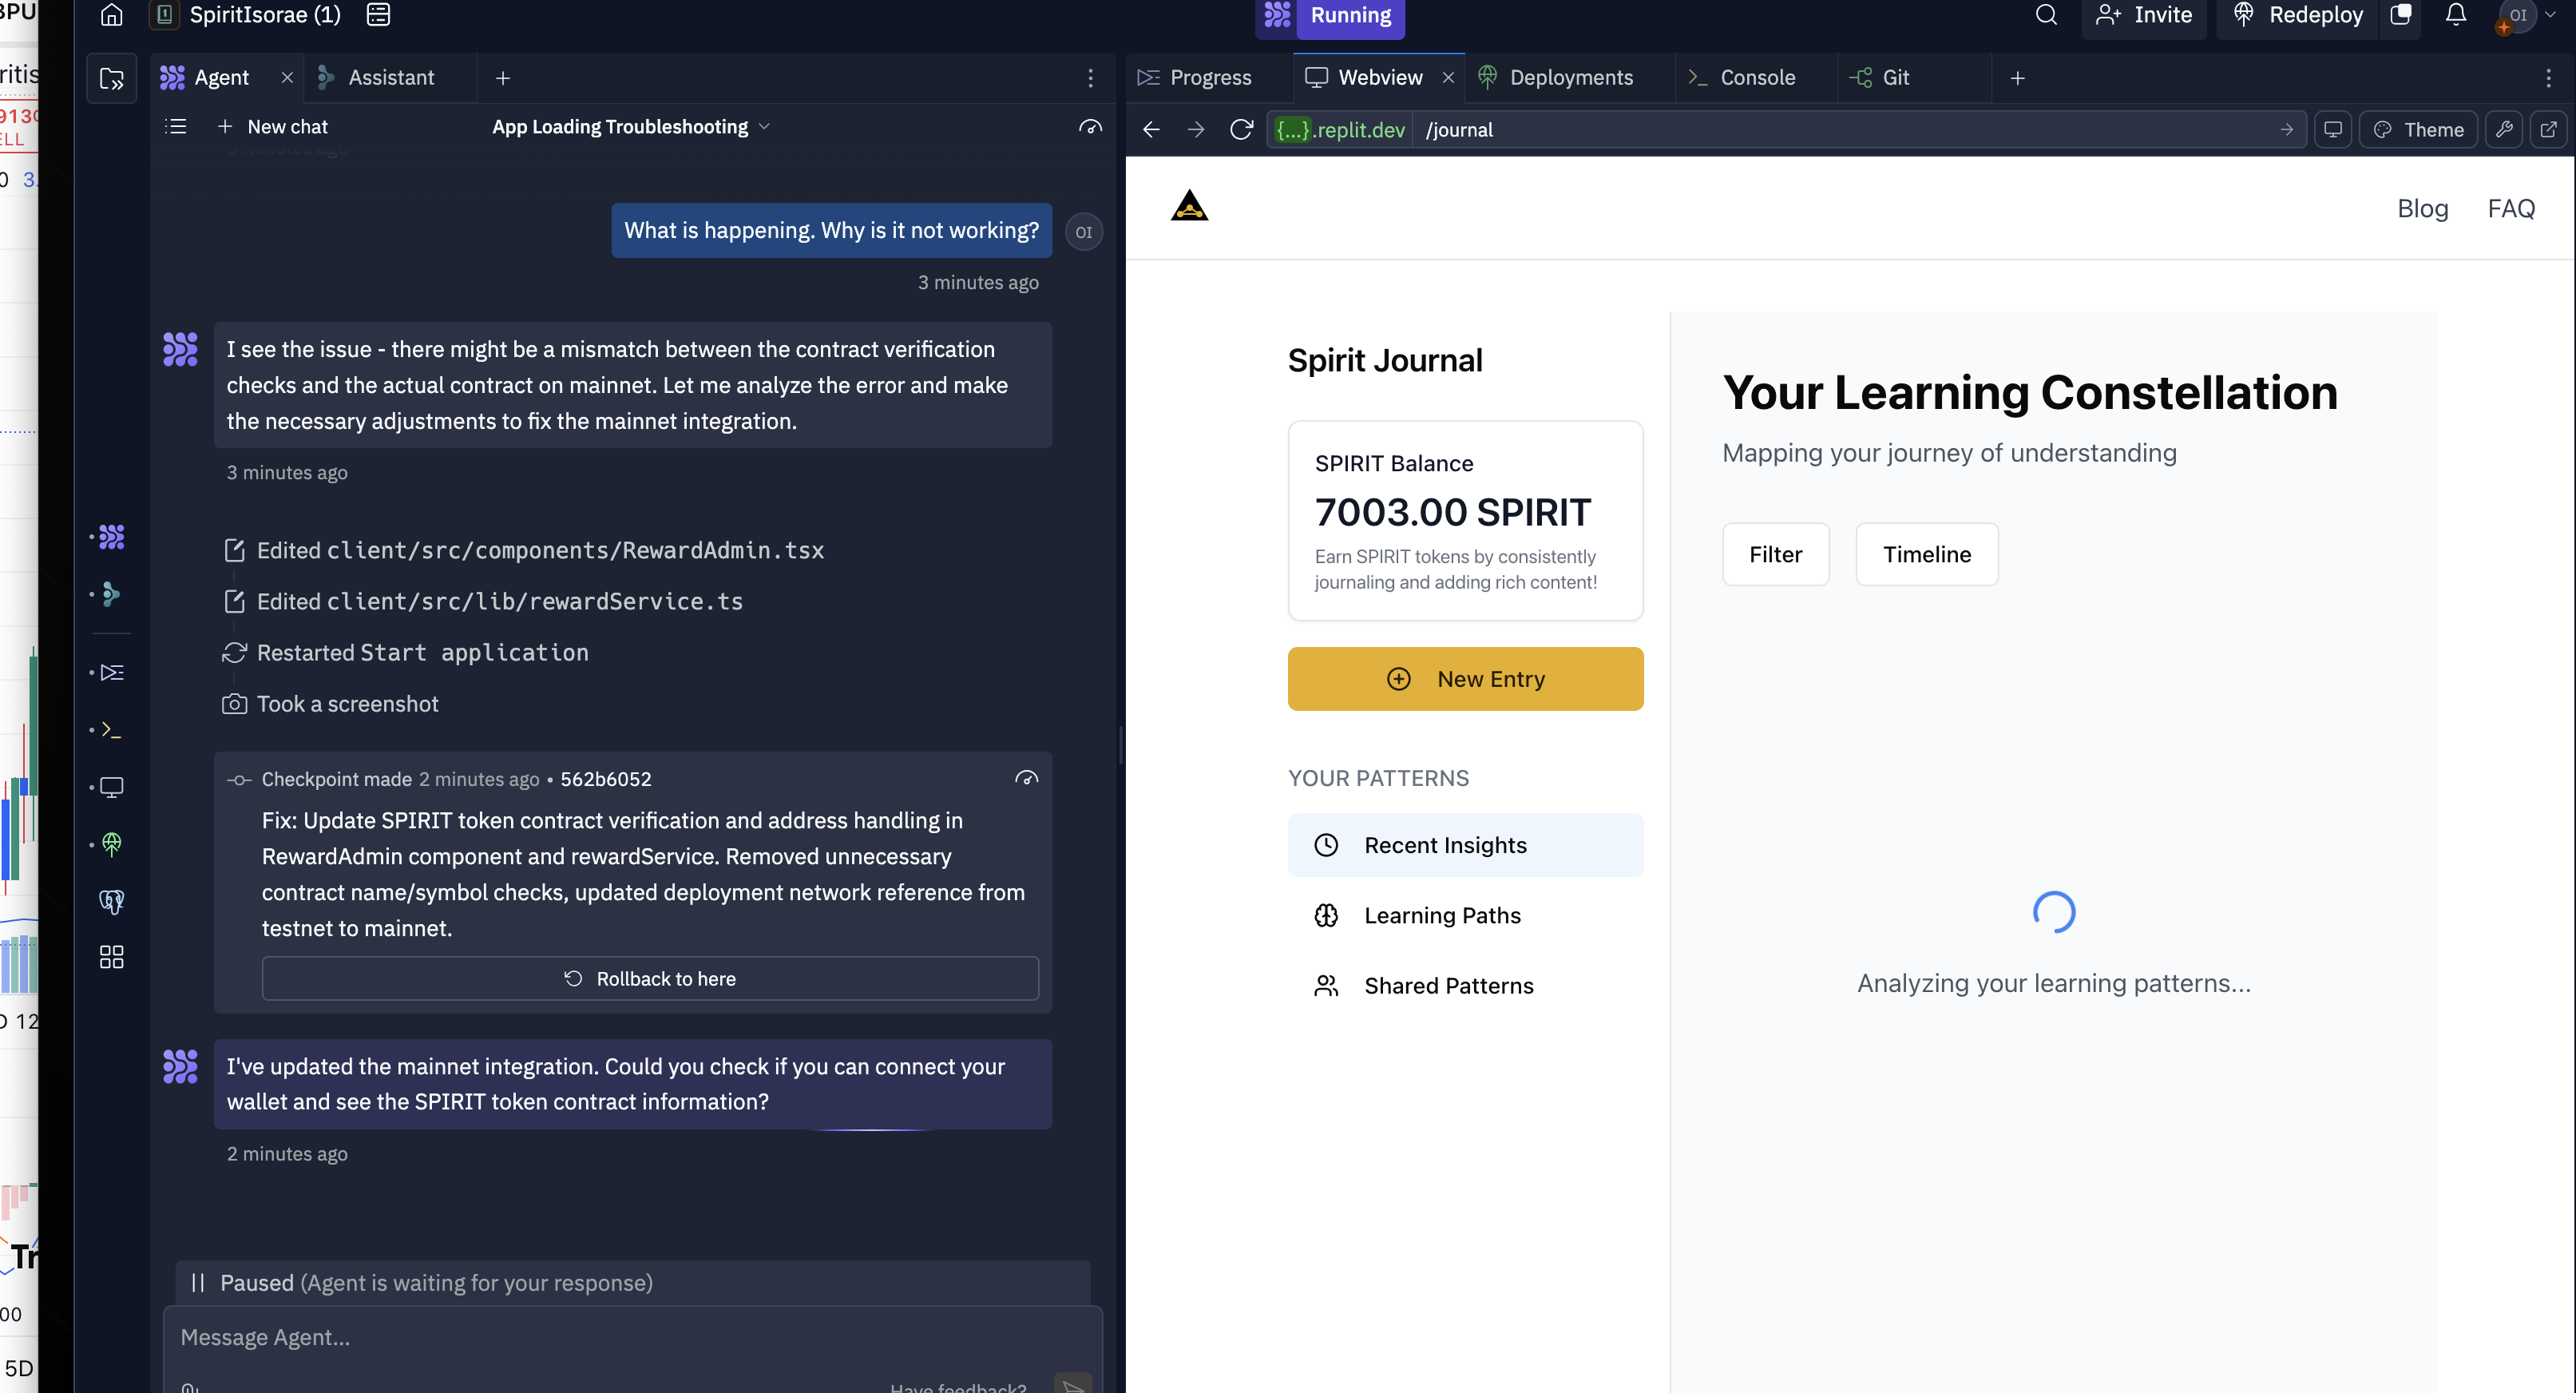 SpiritIsorae (1)
Running
Invite
Redeploy
OI
Agent
Assistant
Progress
Webview
Deployments
Console
Git
New chat
App Loading Troubleshooting
{...}.replit.dev
/journal
Theme
What is happening. Why is it not working?
OI
3 minutes ago
I see the issue - there might be a mismatch between the contract verification
checks and the actual contract on mainnet. Let me analyze the error and make
the necessary adjustments to fix the mainnet integration.
3 minutes ago
Edited client/src/components/RewardAdmin.tsx
Edited client/src/lib/rewardService.ts
Restarted Start application
Took a screenshot
Checkpoint made 2 minutes ago • 562b6052
Fix: Update SPIRIT token contract verification and address handling in
RewardAdmin component and rewardService. Removed unnecessary
contract name/symbol checks, updated deployment network reference from
testnet to mainnet.
Rollback to here
I've updated the mainnet integration. Could you check if you can connect your
wallet and see the SPIRIT token contract information?
2 minutes ago
Paused (Agent is waiting for your response)
Message Agent...
Have feedback?
Blog
FAQ
Spirit Journal
SPIRIT Balance
7003.00 SPIRIT
Earn SPIRIT tokens by consistently
journaling and adding rich content!
New Entry
YOUR PATTERNS
Recent Insights
Learning Paths
Shared Patterns
Your Learning Constellation
Mapping your journey of understanding
Filter
Timeline
Analyzing your learning patterns...
5D